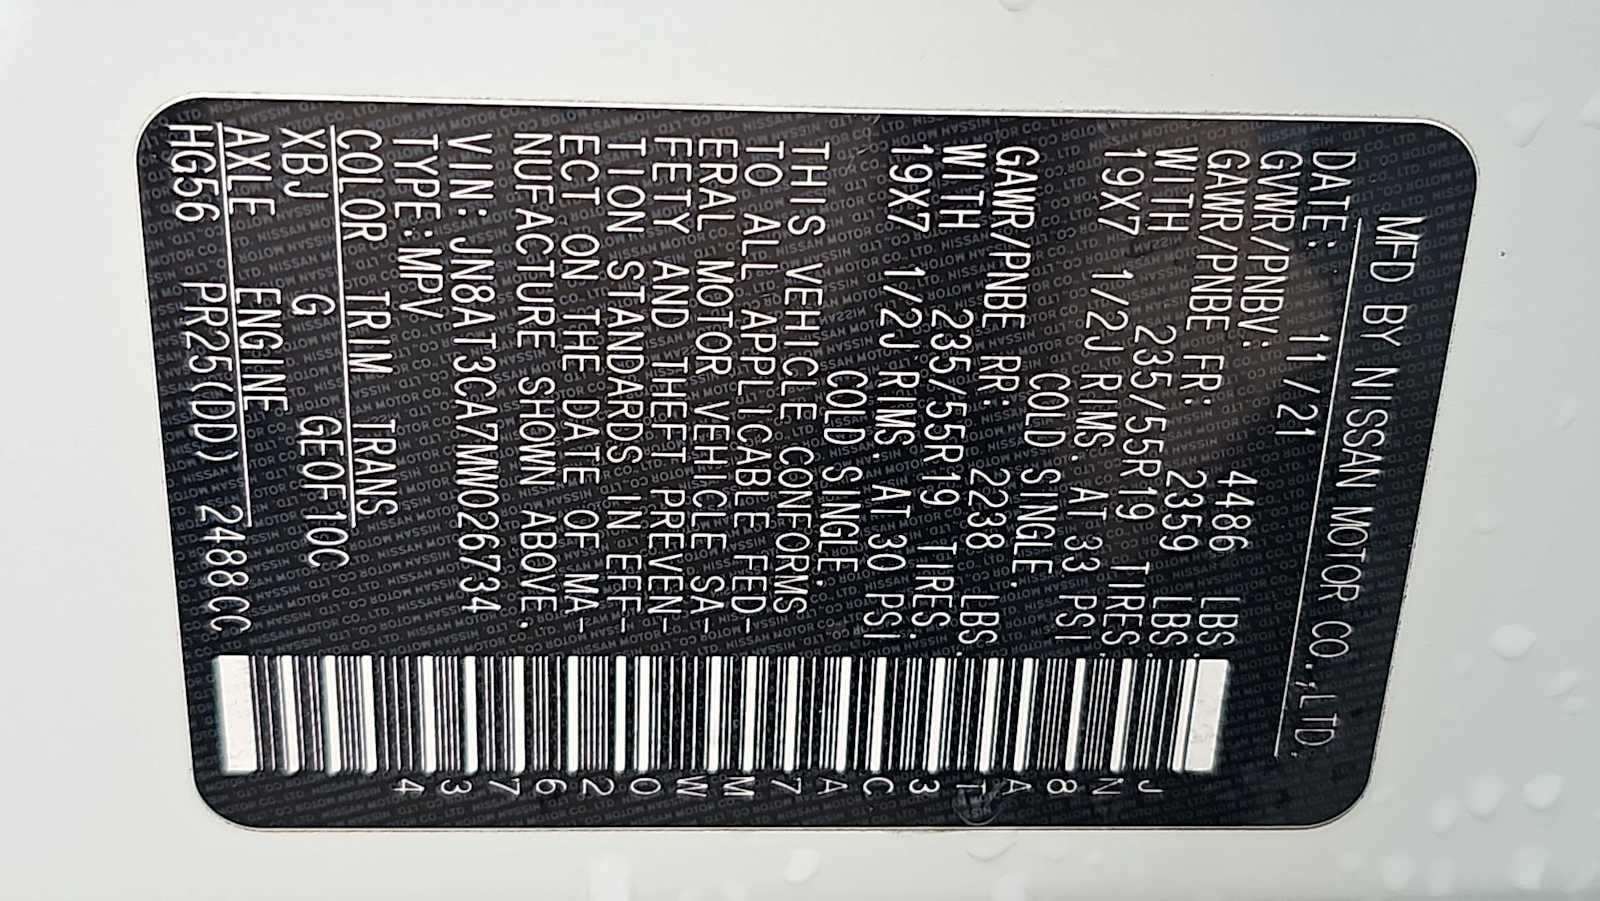 MFD BY NISSAN MOTOR CO.,LTD.
DATE: 11/21
GVWR/PNBV: 4486 LBS.
GAWR/PNBE FR: 2359 LBS.
WITH 235/55R19 TIRES
19X7 1/2J RIMS. AT 33 PSI
COLD SINGLE.
GAWR/PNBE RR: 2238 LBS.
WITH 235/55R19 TIRES.
19X7 1/2J RIMS. AT 30 PSI
COLD SINGLE.
THIS VEHICLE CONFORMS
TO ALL APPLICABLE FED-
ERAL MOTOR VEHICLE SA-
FETY AND THEFT PREVEN-
TION STANDARDS IN EFF-
ECT ON THE DATE OF MA-
NUFACTURE SHOWN ABOVE.
VIN: JN8AT3CA7MW026734
TYPE:MPV
COLOR TRIM TRANS
XBJ G GE0F10C
AXLE ENGINE
HG56 PR25(DD) 2488CC
JN8AT3CA7MW026734